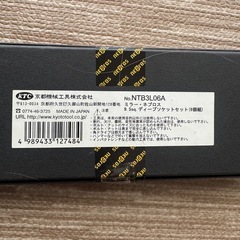 KTC 京都機械工具株式会社
〒613-0034 京都府久世郡久御山町佐山新開地128番地
☎ 0774-46-3725 MADE IN JAPAN
URL http://www.kyototool.co.jp
4 989433 127484
No. NTB3L06A
ミラー・ネプロス
9.5sq. ディープソケットセット(6個組)